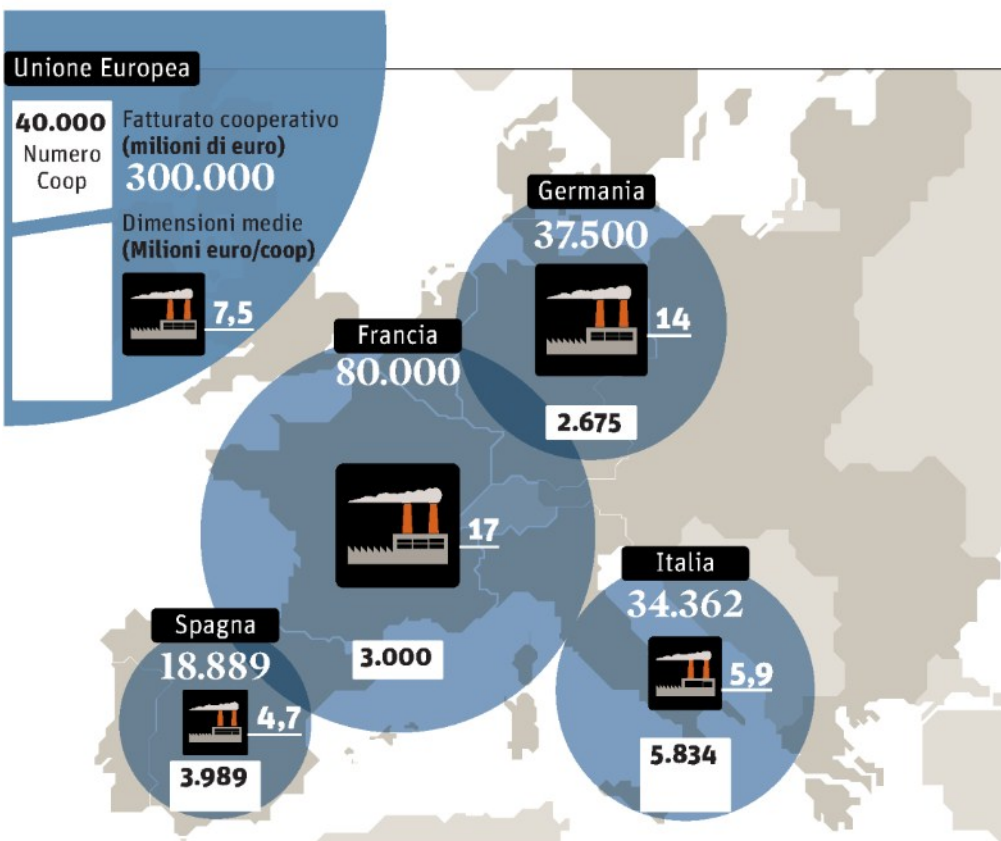 Unione Europea
40.000
Numero
Coop
Fatturato cooperativo
(milioni di euro)
300.000
Dimensioni medie
(Milioni euro/coop)
7,5
Germania
37.500
14
2.675
Francia
80.000
17
3.000
Italia
34.362
5,9
5.834
Spagna
18.889
4,7
3.989